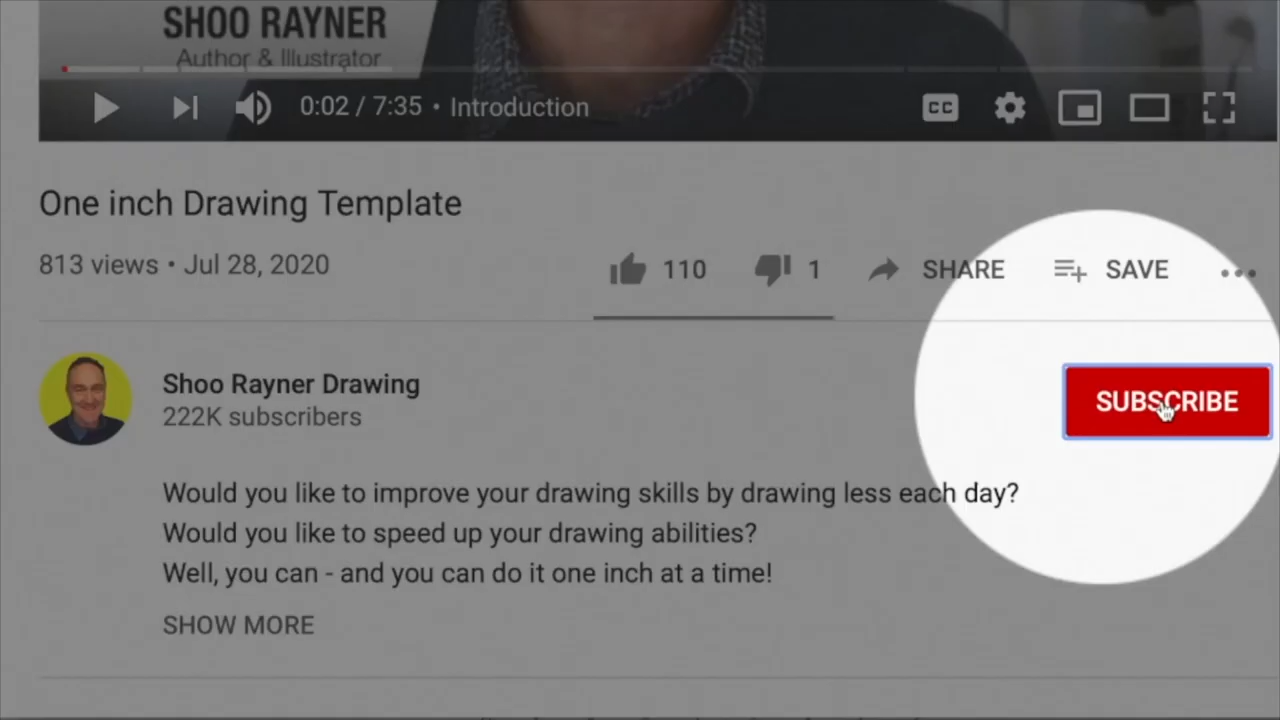 SHOO RAYNER
Author & Illustrator
0:02 / 7:35 • Introduction
CC
One inch Drawing Template
813 views • Jul 28, 2020
110
1
SHARE
SAVE
Shoo Rayner Drawing
222K subscribers
SUBSCRIBE
Would you like to improve your drawing skills by drawing less each day?
Would you like to speed up your drawing abilities?
Well, you can - and you can do it one inch at a time!
SHOW MORE